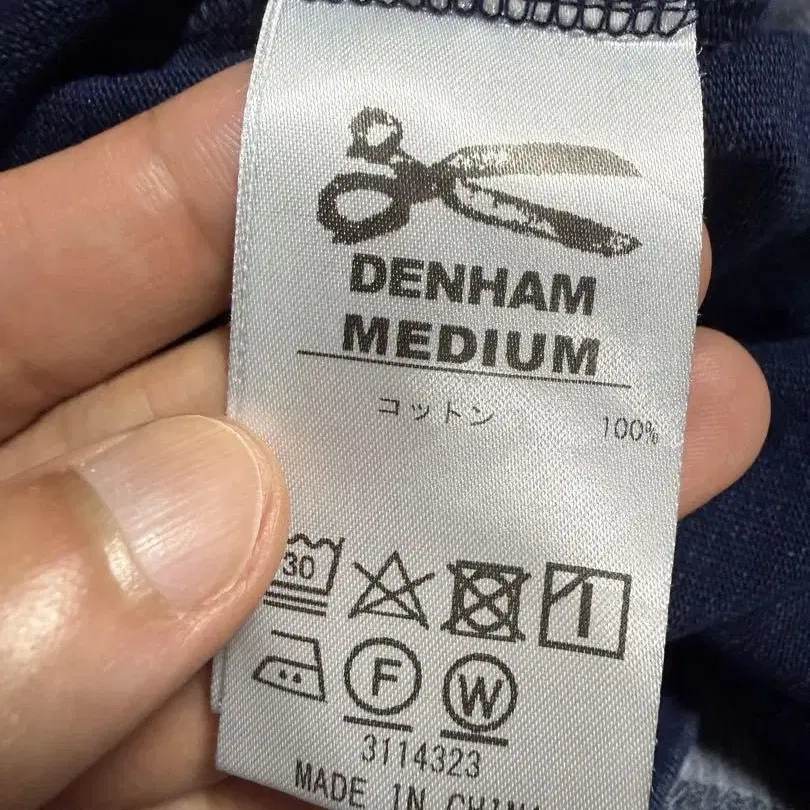 DENHAM
MEDIUM
コットン 100%
30
F W
3114323
MADE IN CHINA